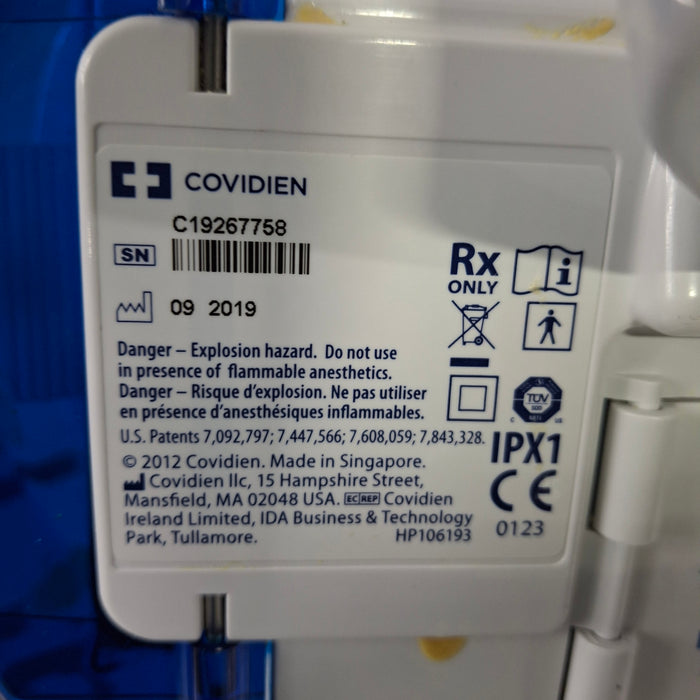 COVIDIEN
C19267758
SN
09 2019
Rx
ONLY
i
Danger – Explosion hazard. Do not use
in presence of flammable anesthetics.
Danger – Risque d'explosion. Ne pas utiliser
en présence d'anesthésiques inflammables.
TÜV
SÜD
U.S. Patents 7,092,797; 7,447,566; 7,608,059; 7,843,328.
IPX1
© 2012 Covidien. Made in Singapore.
Covidien llc, 15 Hampshire Street,
Mansfield, MA 02048 USA. EC REP Covidien
Ireland Limited, IDA Business & Technology
Park, Tullamore.
HP106193
CE
0123